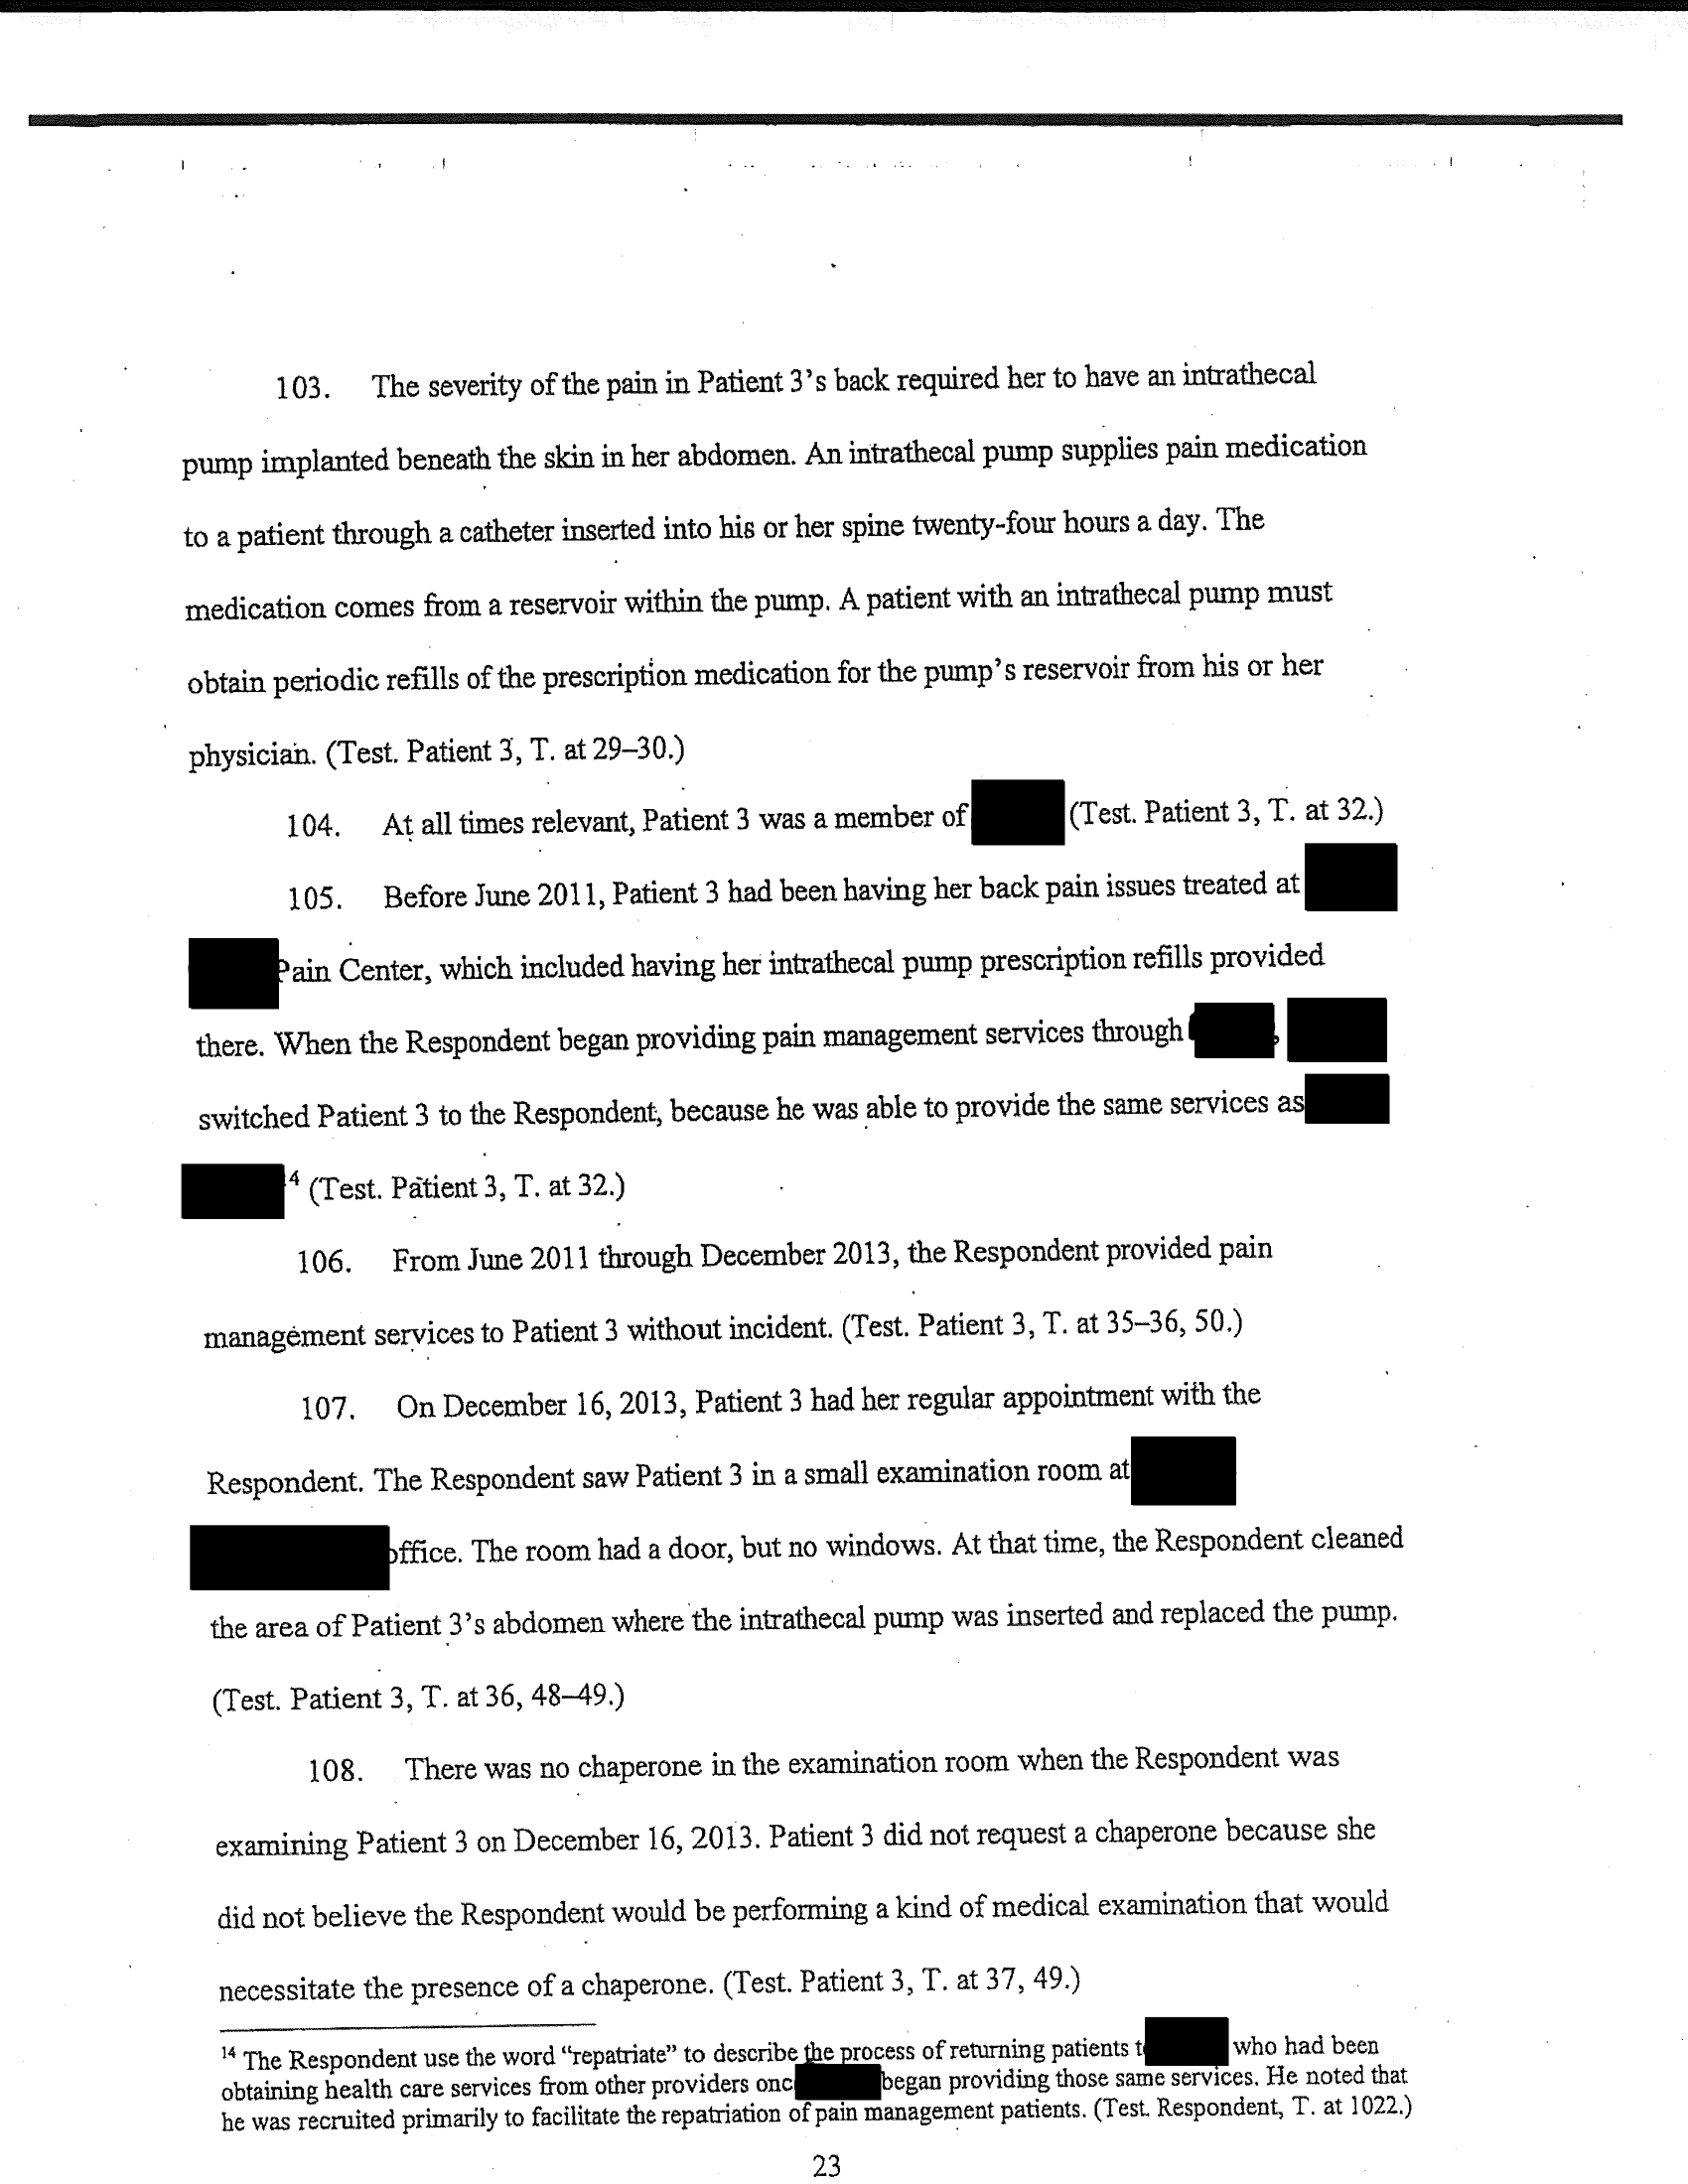 103. The severity of the pain in Patient 3's back required her to have an intrathecal
pump implanted beneath the skin in her abdomen. An intrathecal pump supplies pain medication
to a patient through a catheter inserted into his or her spine twenty-four hours a day. The
medication comes from a reservoir within the pump. A patient with an intrathecal pump must
obtain periodic refills of the prescription medication for the pump's reservoir from his or her
physician. (Test. Patient 3, T. at 29–30.)
104. At all times relevant, Patient 3 was a member of (Test. Patient 3, T. at 32.)
105. Before June 2011, Patient 3 had been having her back pain issues treated at
Pain Center, which included having her intrathecal pump prescription refills provided
there. When the Respondent began providing pain management services through ,
switched Patient 3 to the Respondent, because he was able to provide the same services as
4 (Test. Patient 3, T. at 32.)
106. From June 2011 through December 2013, the Respondent provided pain
management services to Patient 3 without incident. (Test. Patient 3, T. at 35–36, 50.)
107. On December 16, 2013, Patient 3 had her regular appointment with the
Respondent. The Respondent saw Patient 3 in a small examination room at
office. The room had a door, but no windows. At that time, the Respondent cleaned
the area of Patient 3's abdomen where the intrathecal pump was inserted and replaced the pump.
(Test. Patient 3, T. at 36, 48–49.)
108. There was no chaperone in the examination room when the Respondent was
examining Patient 3 on December 16, 2013. Patient 3 did not request a chaperone because she
did not believe the Respondent would be performing a kind of medical examination that would
necessitate the presence of a chaperone. (Test. Patient 3, T. at 37, 49.)
14 The Respondent use the word "repatriate" to describe the process of returning patients t who had been
obtaining health care services from other providers onc began providing those same services. He noted that
he was recruited primarily to facilitate the repatriation of pain management patients. (Test. Respondent, T. at 1022.)
23